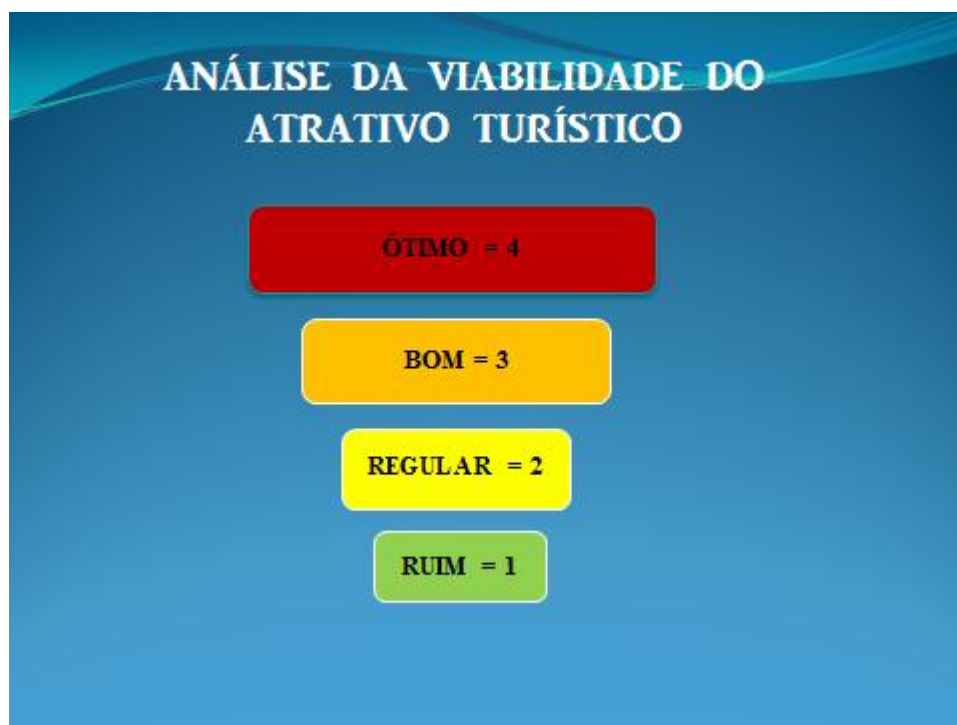 ANÁLISE DA VIABILIDADE DO
ATRATIVO TURÍSTICO
ÓTIMO = 4
BOM = 3
REGULAR = 2
RUIM = 1